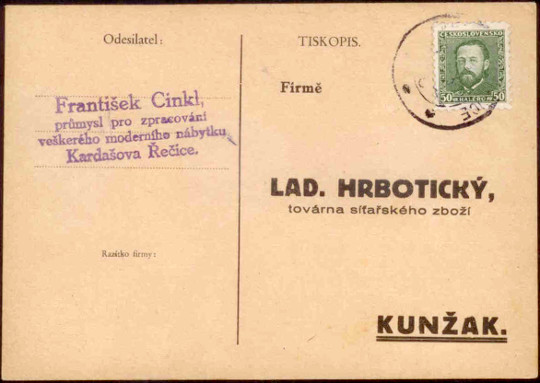 Odesilatel:
František Cinkl,
průmysl pro zpracování
veškerého moderního nábytku
Kardašova Řečice.
Razítko firmy:
TISKOPIS.
ČESKOSLOVENSKO
50 HALÉŘŮ 50
Firmě
LAD. HRBOTICKÝ,
továrna síťařského zboží
KUNŽAK.